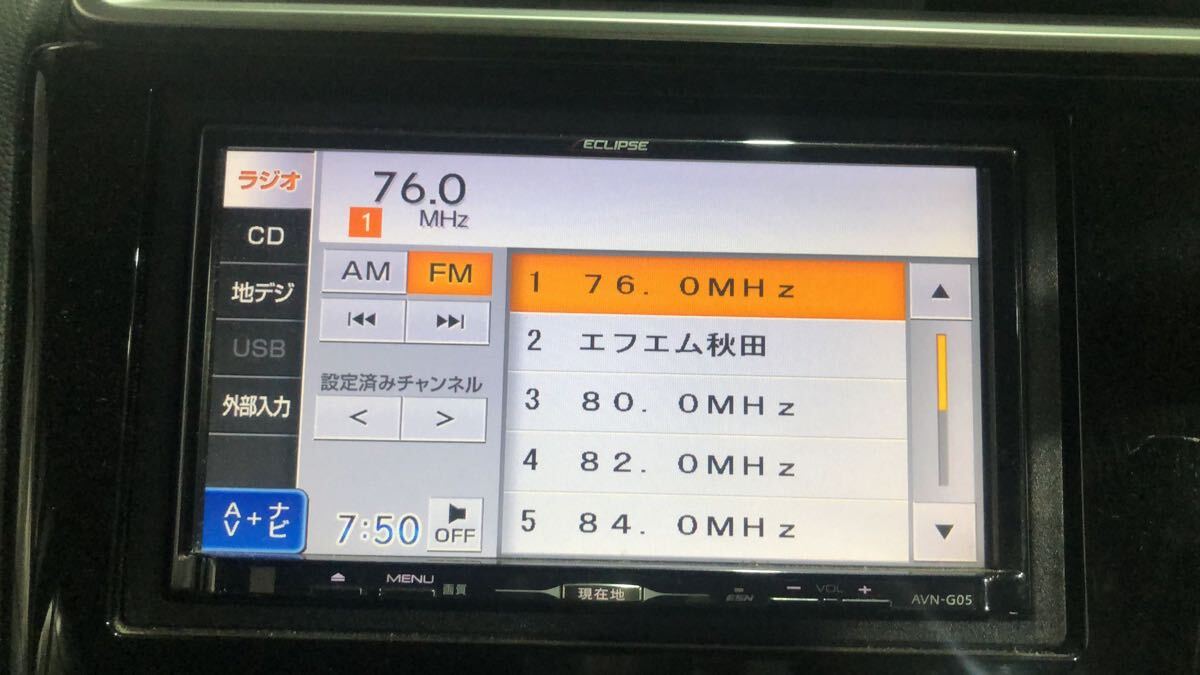 ECLIPSE
ラジオ
76.0
1
MHz
CD
AM
FM
1 76.0MHz
地デジ
2 エフエム秋田
USB
設定済みチャンネル
3 80.0MHz
外部入力
<
>
4 82.0MHz
AV+ナビ
7:50
OFF
5 84.0MHz
MENU
画質
現在地
ESN
− VOL +
AVN-G05